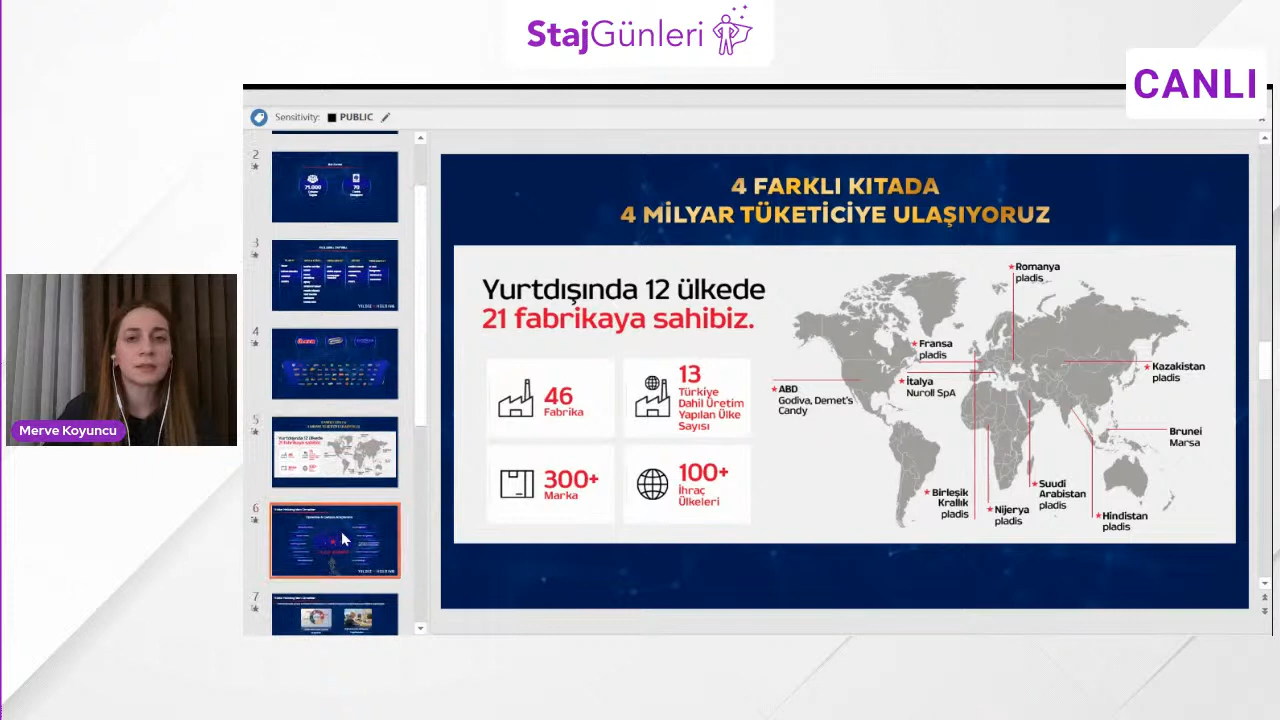 StajGünleri
CANLI
Sensitivity: PUBLIC
2
3
4
5
6
7
4 FARKLI KITADA
4 MİLYAR TÜKETİCİYE ULAŞIYORUZ
Yurtdışında 12 ülkede
21 fabrikaya sahibiz.
46
Fabrika
13
Türkiye
Dahil Üretim
Yapılan Ülke
Sayısı
300+
Marka
100+
İhraç
Ülkeleri
Romanya
pladis
Fransa
pladis
İtalya
Nuroll SpA
ABD
Godiva, Demet's
Candy
Kazakistan
pladis
Brunei
Marsa
Birleşik
Krallık
pladis
Nijerya
pladis
Suudi
Arabistan
pladis
Hindistan
pladis
Merve Koyuncu